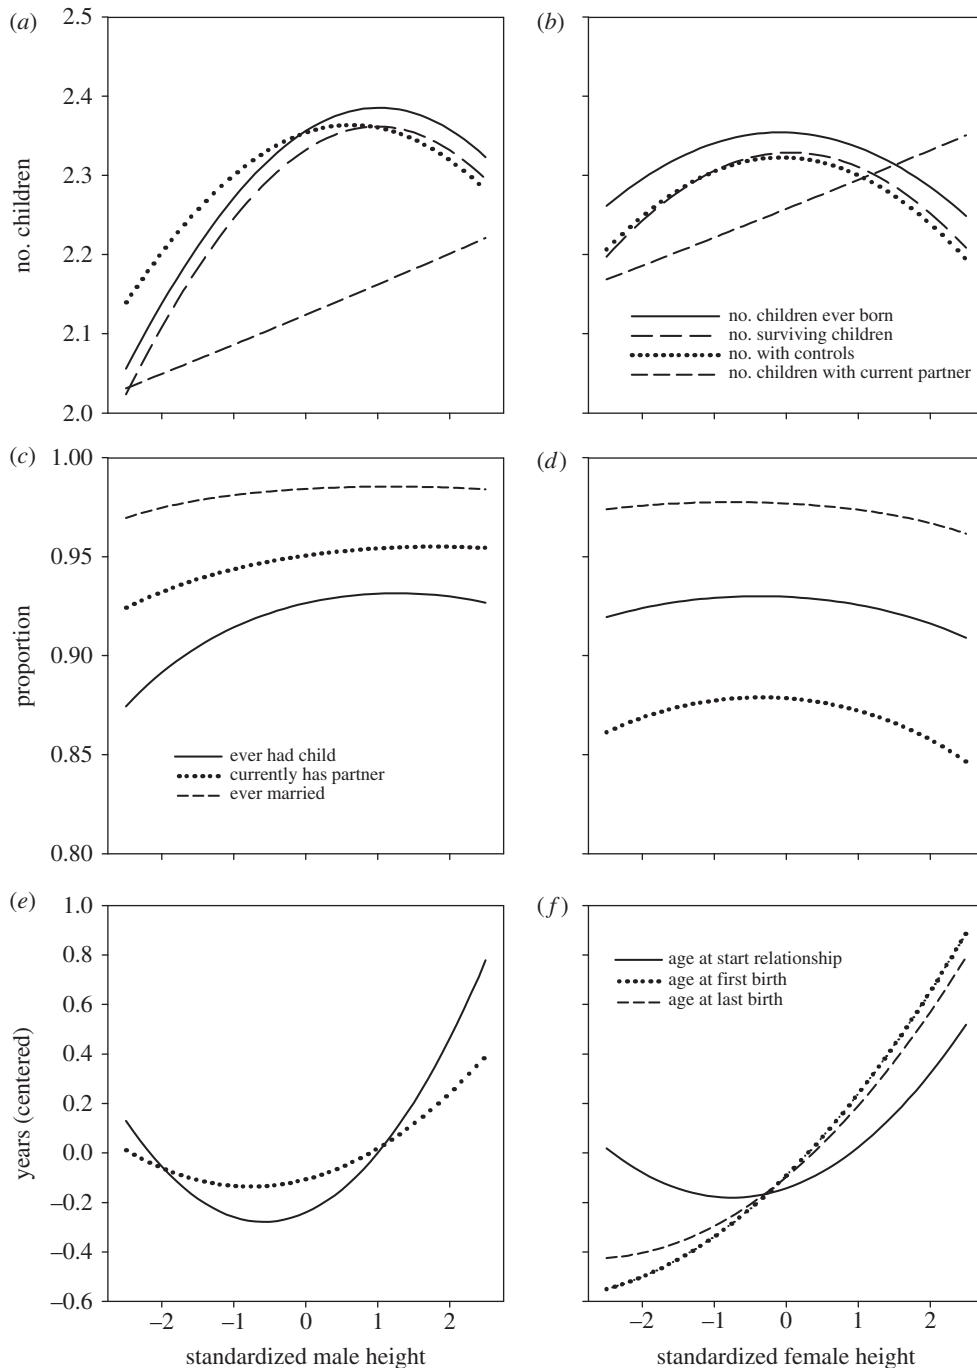 (a)
2.5
2.4
2.3
2.2
2.1
2.0
no. children
(b)
no. children ever born
no. surviving children
no. with controls
no. children with current partner
(c)
1.00
0.95
0.90
0.85
0.80
proportion
ever had child
currently has partner
ever married
(d)
(e)
1.0
0.8
0.6
0.4
0.2
0.0
–0.2
–0.4
–0.6
years (centered)
–2 –1 0 1 2
standardized male height
(f)
age at start relationship
age at first birth
age at last birth
–2 –1 0 1 2
standardized female height